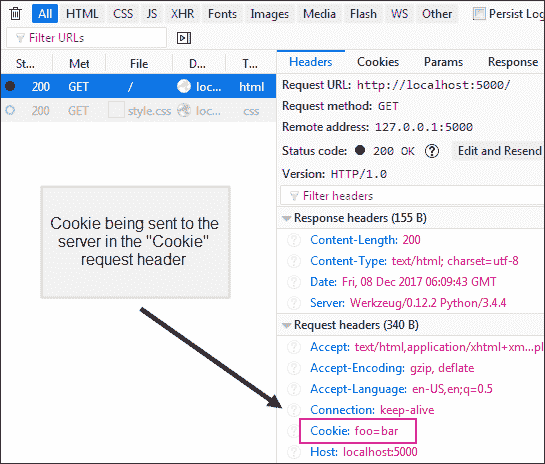 All HTML CSS JS XHR Fonts Images Media Flash WS Other Persist Log
Filter URLs
St... Met File D... T...
200 GET / loc... html
200 GET style.css loc... css
Headers Cookies Params Response
Request URL: http://localhost:5000/
Request method: GET
Remote address: 127.0.0.1:5000
Status code: 200 OK ? Edit and Resend
Version: HTTP/1.0
Filter headers
Response headers (155 B)
? Content-Length: 200
? Content-Type: text/html; charset=utf-8
? Date: Fri, 08 Dec 2017 06:09:43 GMT
? Server: Werkzeug/0.12.2 Python/3.4.4
Request headers (340 B)
? Accept: text/html,application/xhtml+xm...pl
? Accept-Encoding: gzip, deflate
? Accept-Language: en-US,en;q=0.5
? Connection: keep-alive
? Cookie: foo=bar
? Host: localhost:5000
Cookie being sent to the
server in the "Cookie"
request header